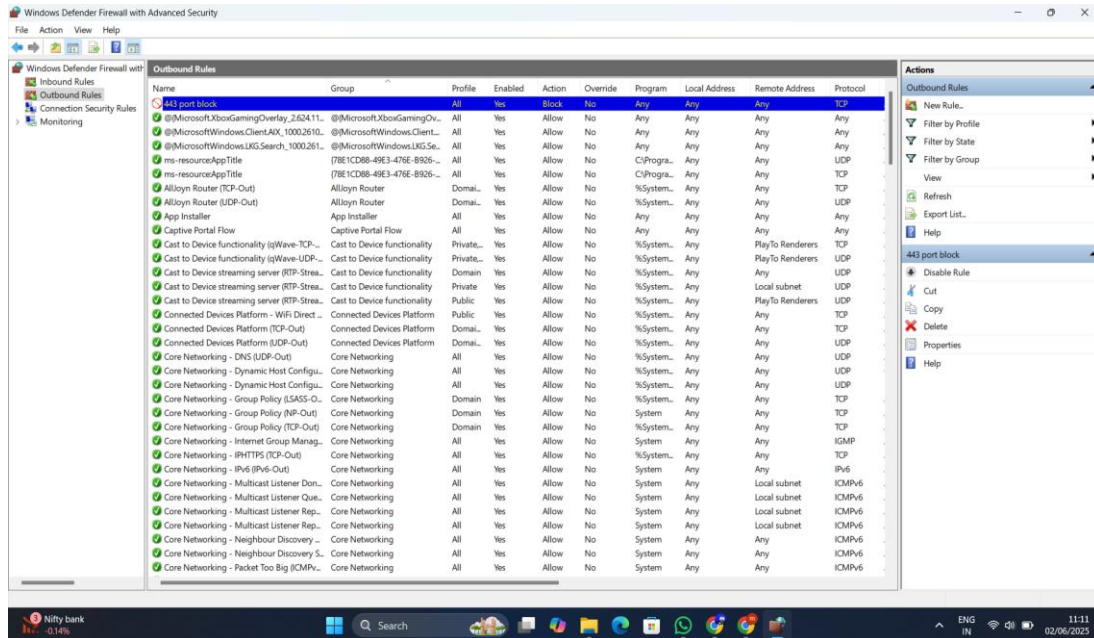 Windows Defender Firewall with Advanced Security
File Action View Help
Windows Defender Firewall with
Inbound Rules
Outbound Rules
Connection Security Rules
Monitoring
Outbound Rules
Name Group Profile Enabled Action Override Program Local Address Remote Address Protocol
443 port block All Yes Block No Any Any Any TCP
@{Microsoft.XboxGamingOverlay_2.624.11... @{Microsoft.XboxGamingOv... All Yes Allow No Any Any Any Any
@{MicrosoftWindows.Client.AIX_1000.2610... @{MicrosoftWindows.Client... All Yes Allow No Any Any Any Any
@{MicrosoftWindows.LKG.Search_1000.261... @{MicrosoftWindows.LKG.Se... All Yes Allow No Any Any Any Any
ms-resource:AppTitle {78E1CD88-49E3-476E-B926-... All Yes Allow No C:\Progra... Any Any UDP
ms-resource:AppTitle {78E1CD88-49E3-476E-B926-... All Yes Allow No C:\Progra... Any Any TCP
AllJoyn Router (TCP-Out) AllJoyn Router Domai... Yes Allow No %System... Any Any TCP
AllJoyn Router (UDP-Out) AllJoyn Router Domai... Yes Allow No %System... Any Any UDP
App Installer App Installer All Yes Allow No Any Any Any Any
Captive Portal Flow Captive Portal Flow All Yes Allow No Any Any Any Any
Cast to Device functionality (qWave-TCP-... Cast to Device functionality Private,... Yes Allow No %System... Any PlayTo Renderers TCP
Cast to Device functionality (qWave-UDP-... Cast to Device functionality Private,... Yes Allow No %System... Any PlayTo Renderers UDP
Cast to Device streaming server (RTP-Strea... Cast to Device functionality Domain Yes Allow No %System... Any Any UDP
Cast to Device streaming server (RTP-Strea... Cast to Device functionality Private Yes Allow No %System... Any Local subnet UDP
Cast to Device streaming server (RTP-Strea... Cast to Device functionality Public Yes Allow No %System... Any PlayTo Renderers UDP
Connected Devices Platform - WiFi Direct ... Connected Devices Platform Public Yes Allow No %System... Any Any TCP
Connected Devices Platform (TCP-Out) Connected Devices Platform Domai... Yes Allow No %System... Any Any TCP
Connected Devices Platform (UDP-Out) Connected Devices Platform Domai... Yes Allow No %System... Any Any UDP
Core Networking - DNS (UDP-Out) Core Networking All Yes Allow No %System... Any Any UDP
Core Networking - Dynamic Host Configu... Core Networking All Yes Allow No %System... Any Any UDP
Core Networking - Dynamic Host Configu... Core Networking All Yes Allow No %System... Any Any UDP
Core Networking - Group Policy (LSASS-O... Core Networking Domain Yes Allow No %System... Any Any TCP
Core Networking - Group Policy (NP-Out) Core Networking Domain Yes Allow No System Any Any TCP
Core Networking - Group Policy (TCP-Out) Core Networking Domain Yes Allow No %System... Any Any TCP
Core Networking - Internet Group Manag... Core Networking All Yes Allow No System Any Any IGMP
Core Networking - IPHTTPS (TCP-Out) Core Networking All Yes Allow No %System... Any Any TCP
Core Networking - IPv6 (IPv6-Out) Core Networking All Yes Allow No System Any Any IPv6
Core Networking - Multicast Listener Don... Core Networking All Yes Allow No System Any Local subnet ICMPv6
Core Networking - Multicast Listener Que... Core Networking All Yes Allow No System Any Local subnet ICMPv6
Core Networking - Multicast Listener Rep... Core Networking All Yes Allow No System Any Local subnet ICMPv6
Core Networking - Multicast Listener Rep... Core Networking All Yes Allow No System Any Local subnet ICMPv6
Core Networking - Neighbour Discovery ... Core Networking All Yes Allow No System Any Any ICMPv6
Core Networking - Neighbour Discovery S... Core Networking All Yes Allow No System Any Any ICMPv6
Core Networking - Packet Too Big (ICMPv... Core Networking All Yes Allow No System Any Any ICMPv6
Actions
Outbound Rules
New Rule...
Filter by Profile
Filter by State
Filter by Group
View
Refresh
Export List...
Help
443 port block
Disable Rule
Cut
Copy
Delete
Properties
Help
3 Nifty bank
-0.14%
Search
ENG
IN
11:11
02/06/2025